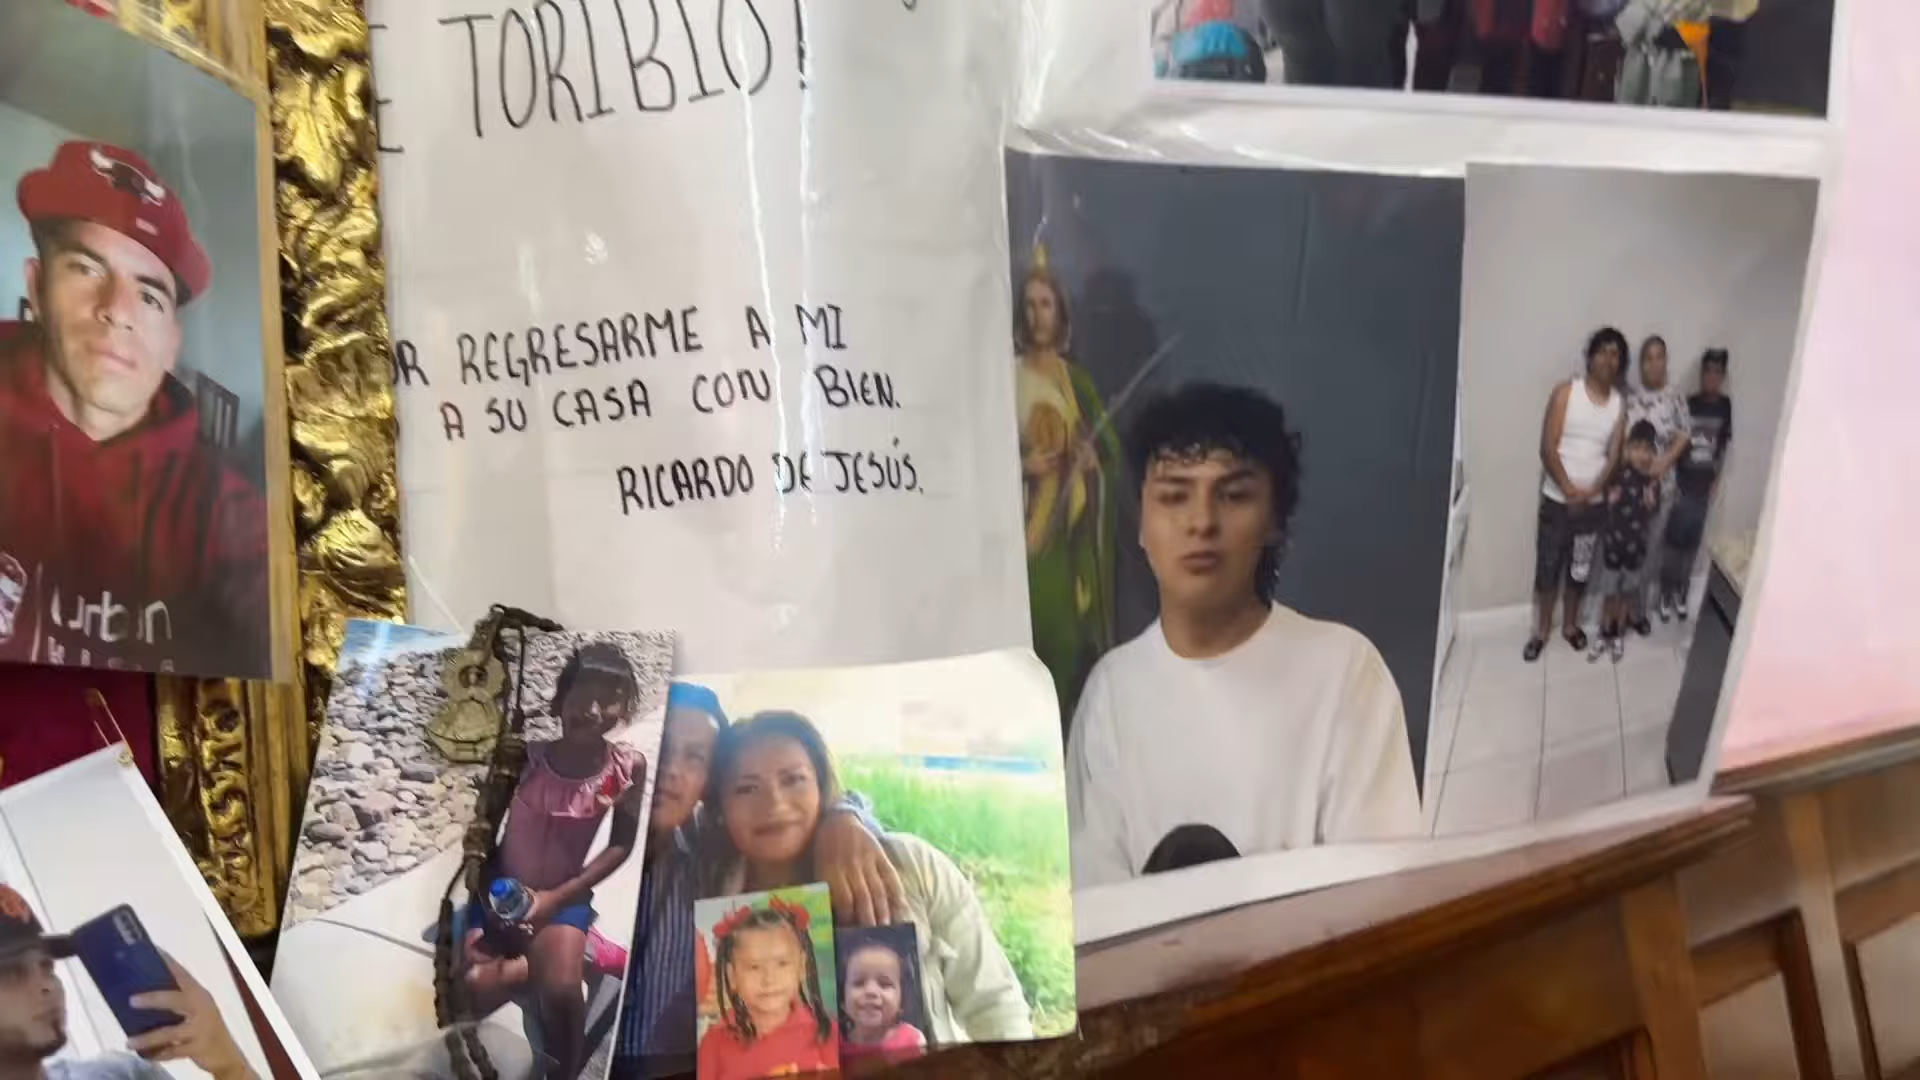 TORIBIO!
REGRESARME A MI
A SU CASA CON BIEN.
RICARDO DE JESÚS.
urban